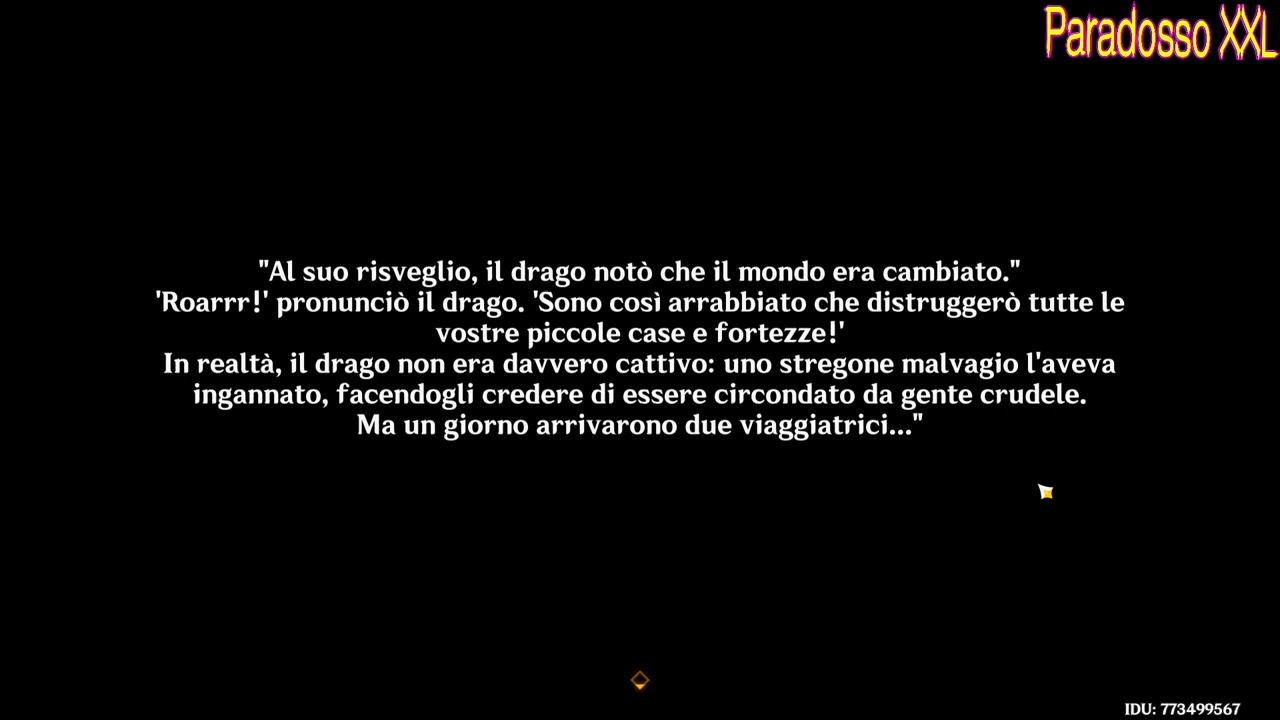 Paradosso XXL
"Al suo risveglio, il drago notò che il mondo era cambiato."
'Roarrr!' pronunciò il drago. 'Sono così arrabbiato che distruggerò tutte le
vostre piccole case e fortezze!'
In realtà, il drago non era davvero cattivo: uno stregone malvagio l'aveva
ingannato, facendogli credere di essere circondato da gente crudele.
Ma un giorno arrivarono due viaggiatrici..."
IDU: 773499567